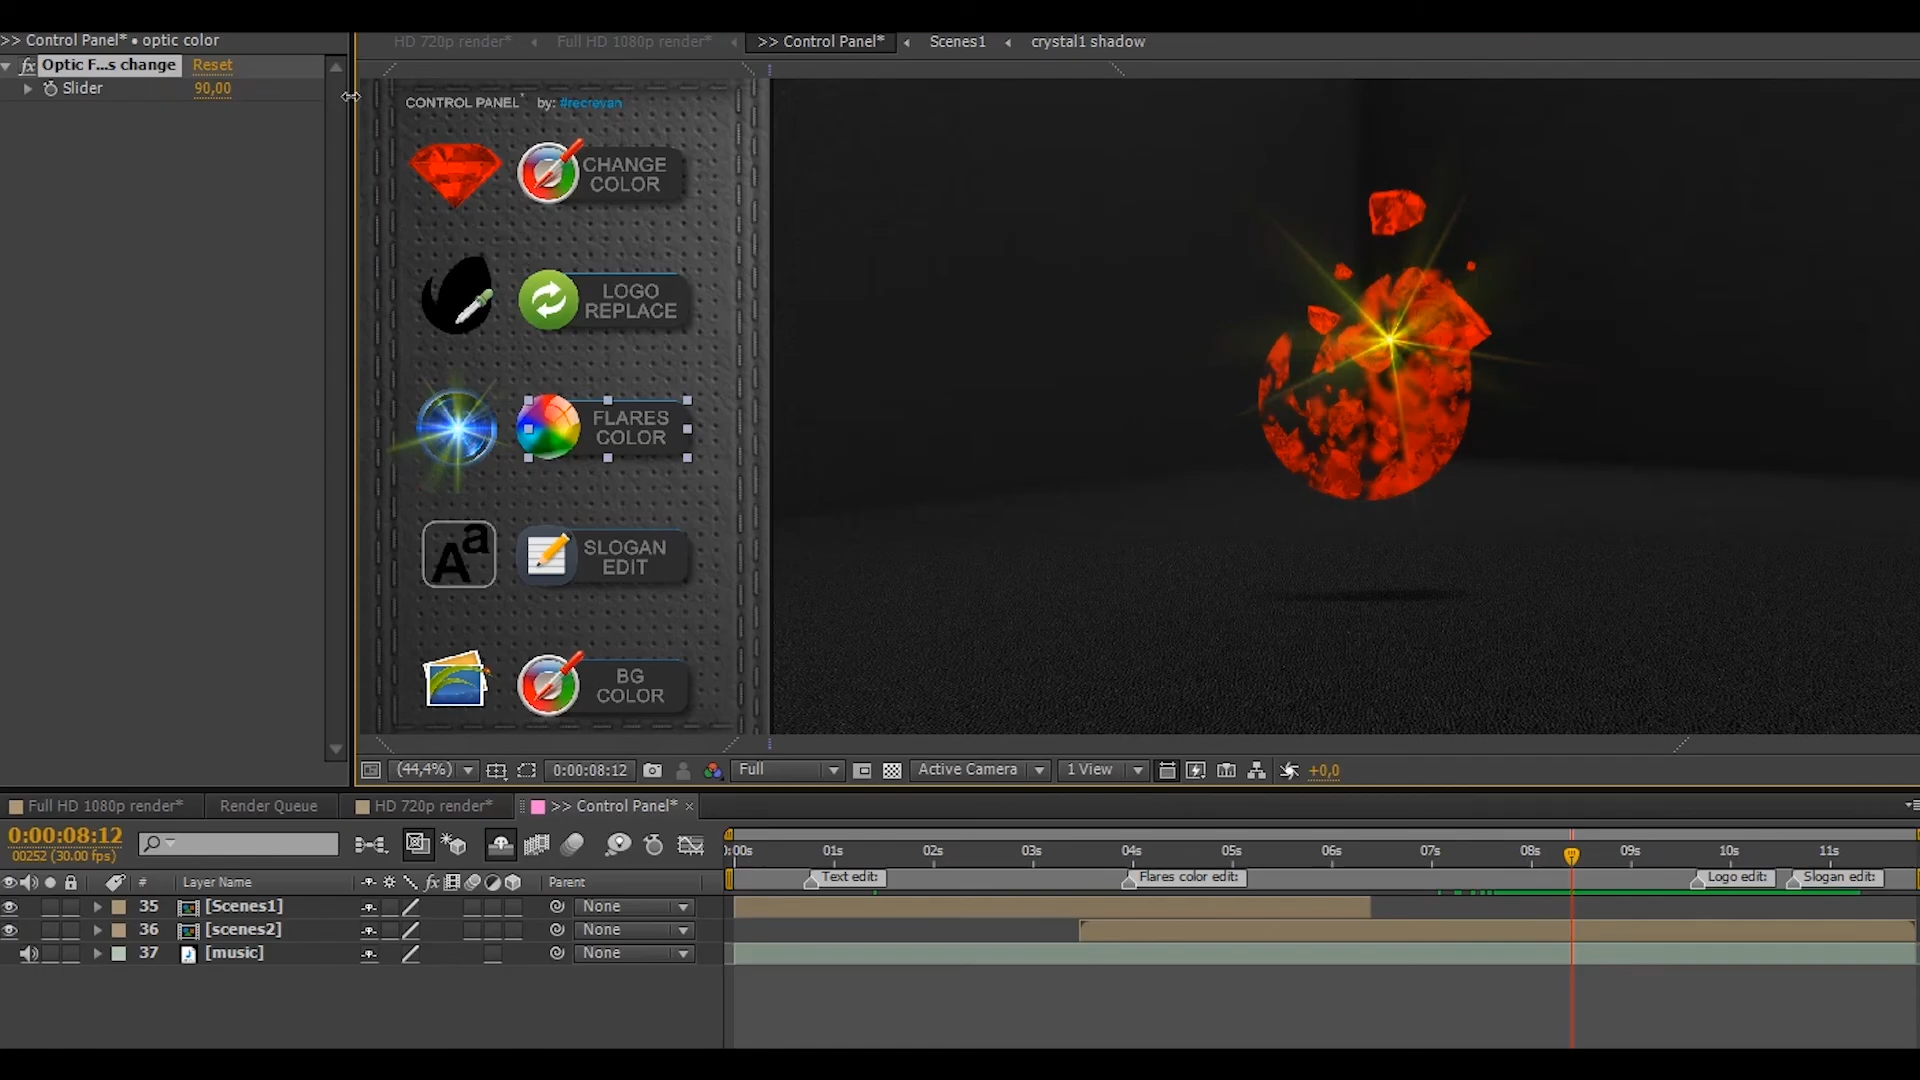 >> Control Panel* • optic color
HD 720p render*
Full HD 1080p render*
>> Control Panel*
Scenes1
crystal1 shadow
fx Optic F...s change Reset
Slider 90,00
CONTROL PANEL* by: #recrevan
CHANGE
COLOR
LOGO
REPLACE
FLARES
COLOR
Aa
SLOGAN
EDIT
BG
COLOR
(44,4%)
0:00:08:12
Full
Active Camera
1 View
+0,0
Full HD 1080p render*
Render Queue
HD 720p render*
>> Control Panel* ×
0:00:08:12
00252 (30.00 fps)
0:00s 01s 02s 03s 04s 05s 06s 07s 08s 09s 10s 11s
# Layer Name fx Parent
Text edit: Flares color edit: Logo edit: Slogan edit:
35 [Scenes1] None
36 [scenes2] None
37 [music] None